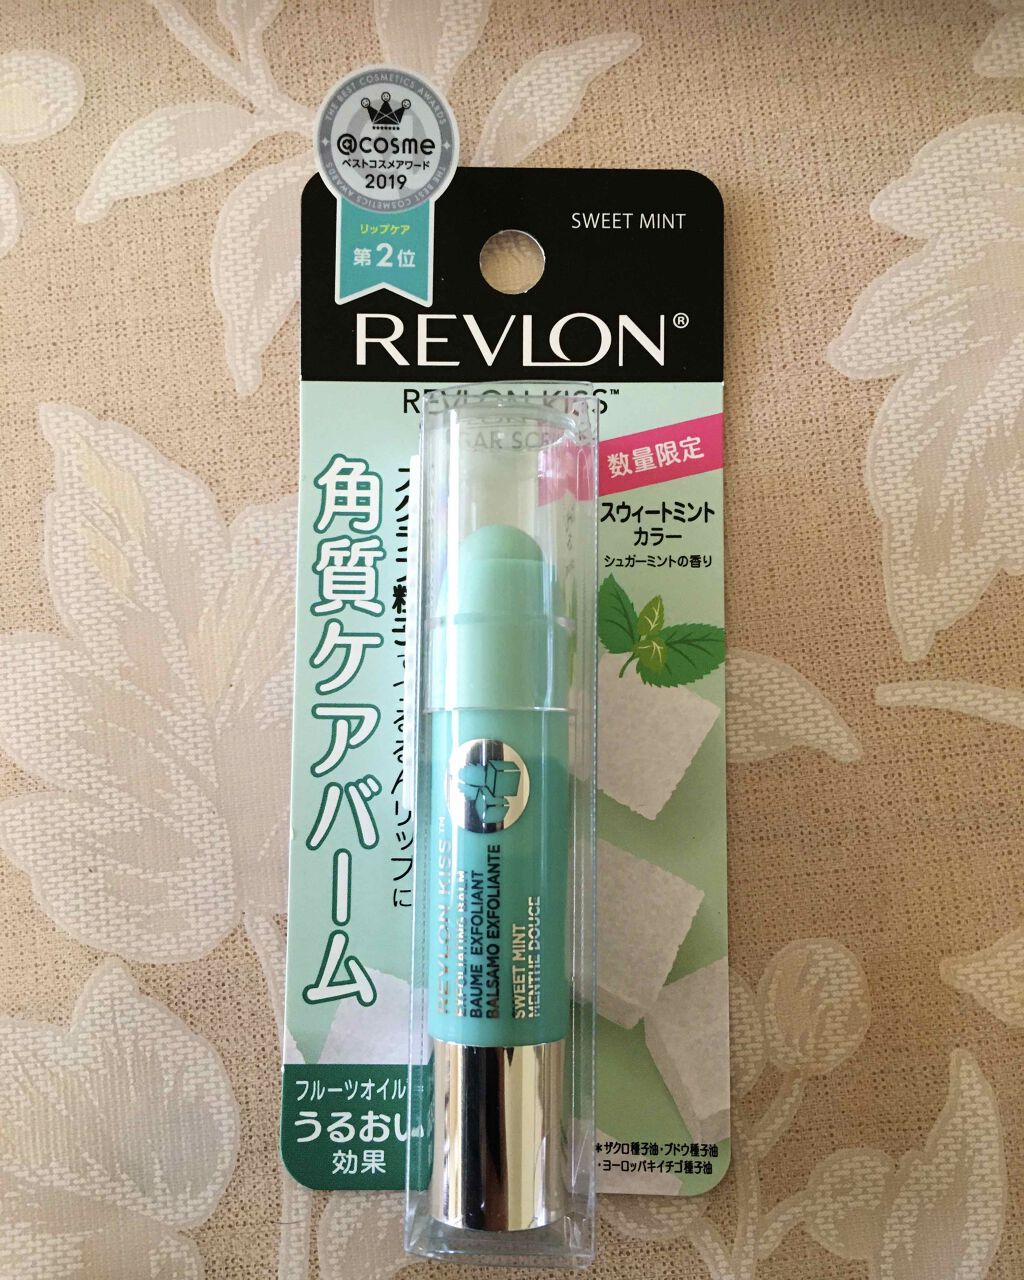 THE BEST COSMETICS AWARDS
@cosme
ベストコスメアワード
2019
THE BEST COSMETICS AWARDS
リップケア
第2位
SWEET MINT
REVLON®
REVLON KISS™
数量限定
スウィートミント
カラー
シュガーミントの香り
角質ケアバーム
リップに
REVLON KISS™
EXFOLIATING BALM
BAUME EXFOLIANT
BALSAMO EXFOLIANTE
SWEET MINT
MENTHE DOUCE
フルーツオイル*
うるおい
効果
*ザクロ種子油・ブドウ種子油
・ヨーロッパキイチゴ種子油